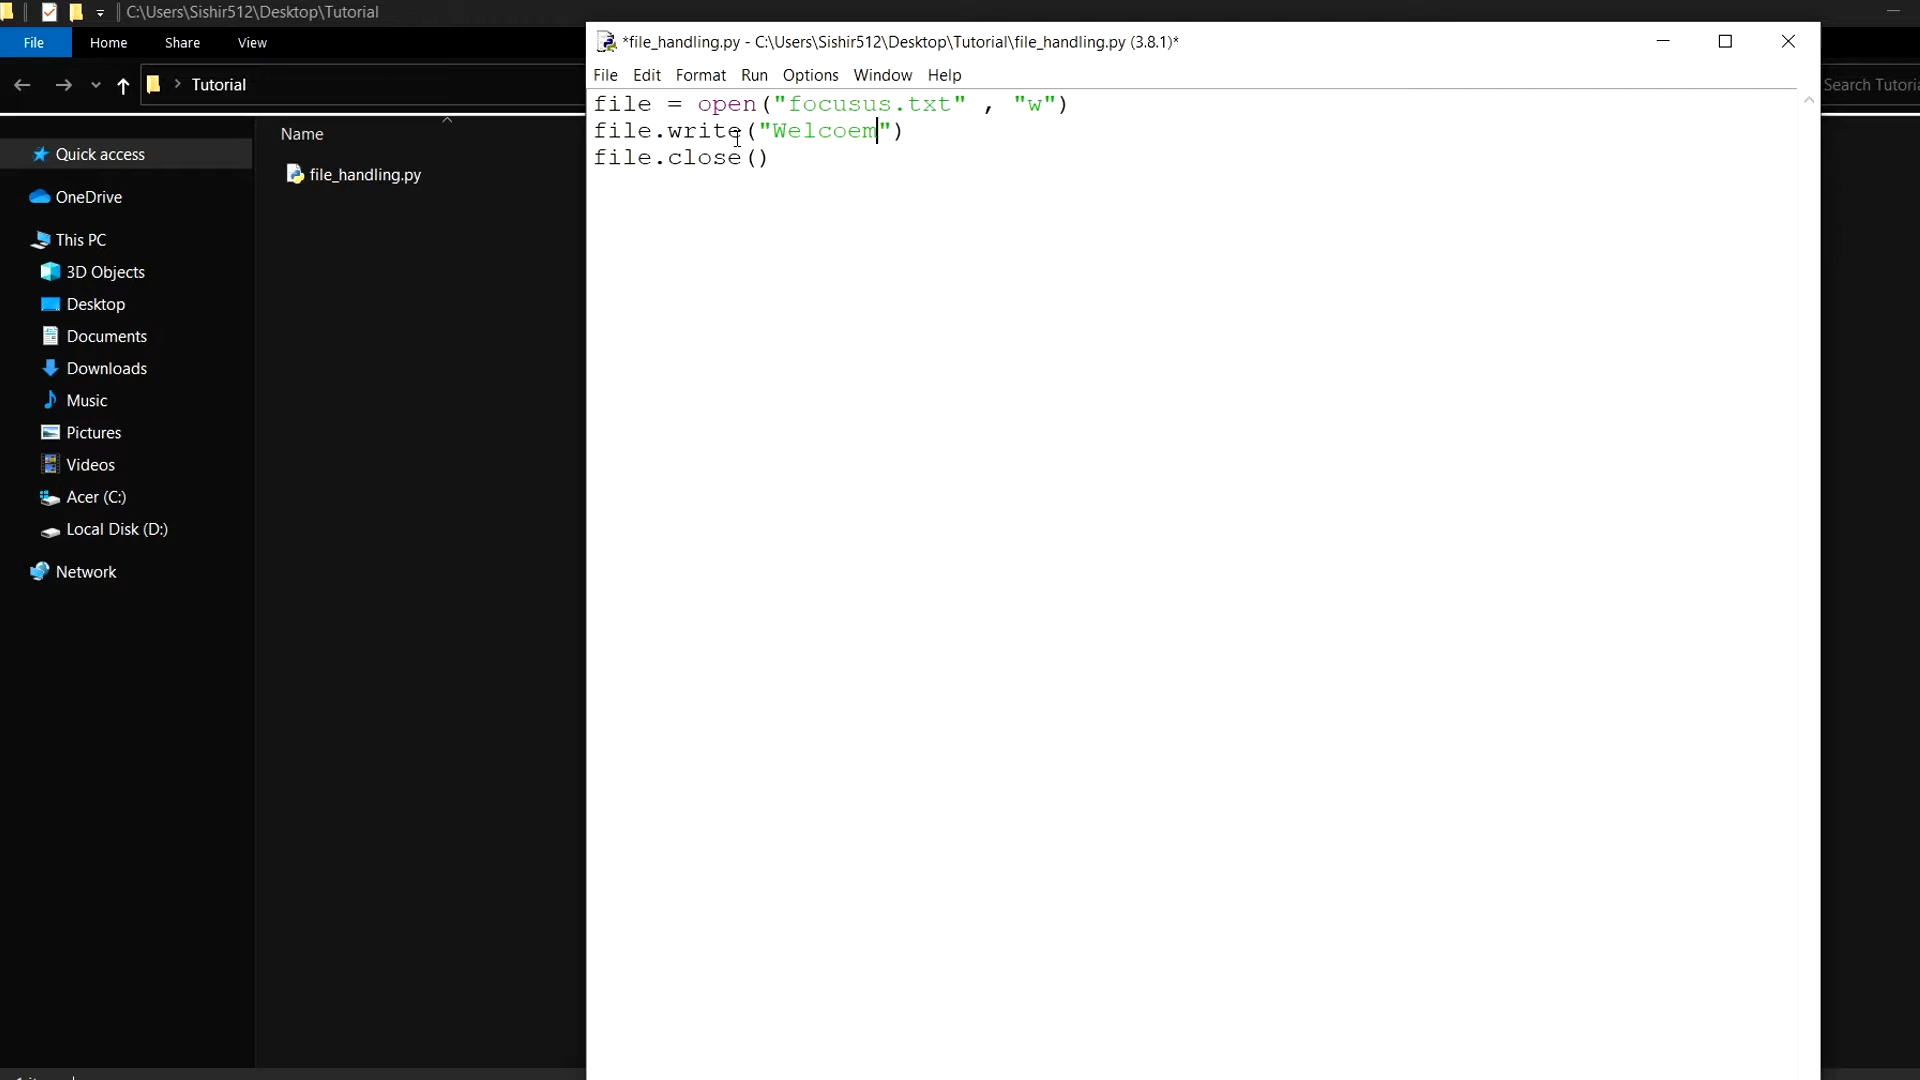 C:\Users\Sishir512\Desktop\Tutorial
File Home Share View
Tutorial
Search Tutoria
Name
Quick access
file_handling.py
OneDrive
This PC
3D Objects
Desktop
Documents
Downloads
Music
Pictures
Videos
Acer (C:)
Local Disk (D:)
Network
*file_handling.py - C:\Users\Sishir512\Desktop\Tutorial\file_handling.py (3.8.1)*
File Edit Format Run Options Window Help
file = open("focusus.txt" , "w")
file.write("Welcoem")
file.close()